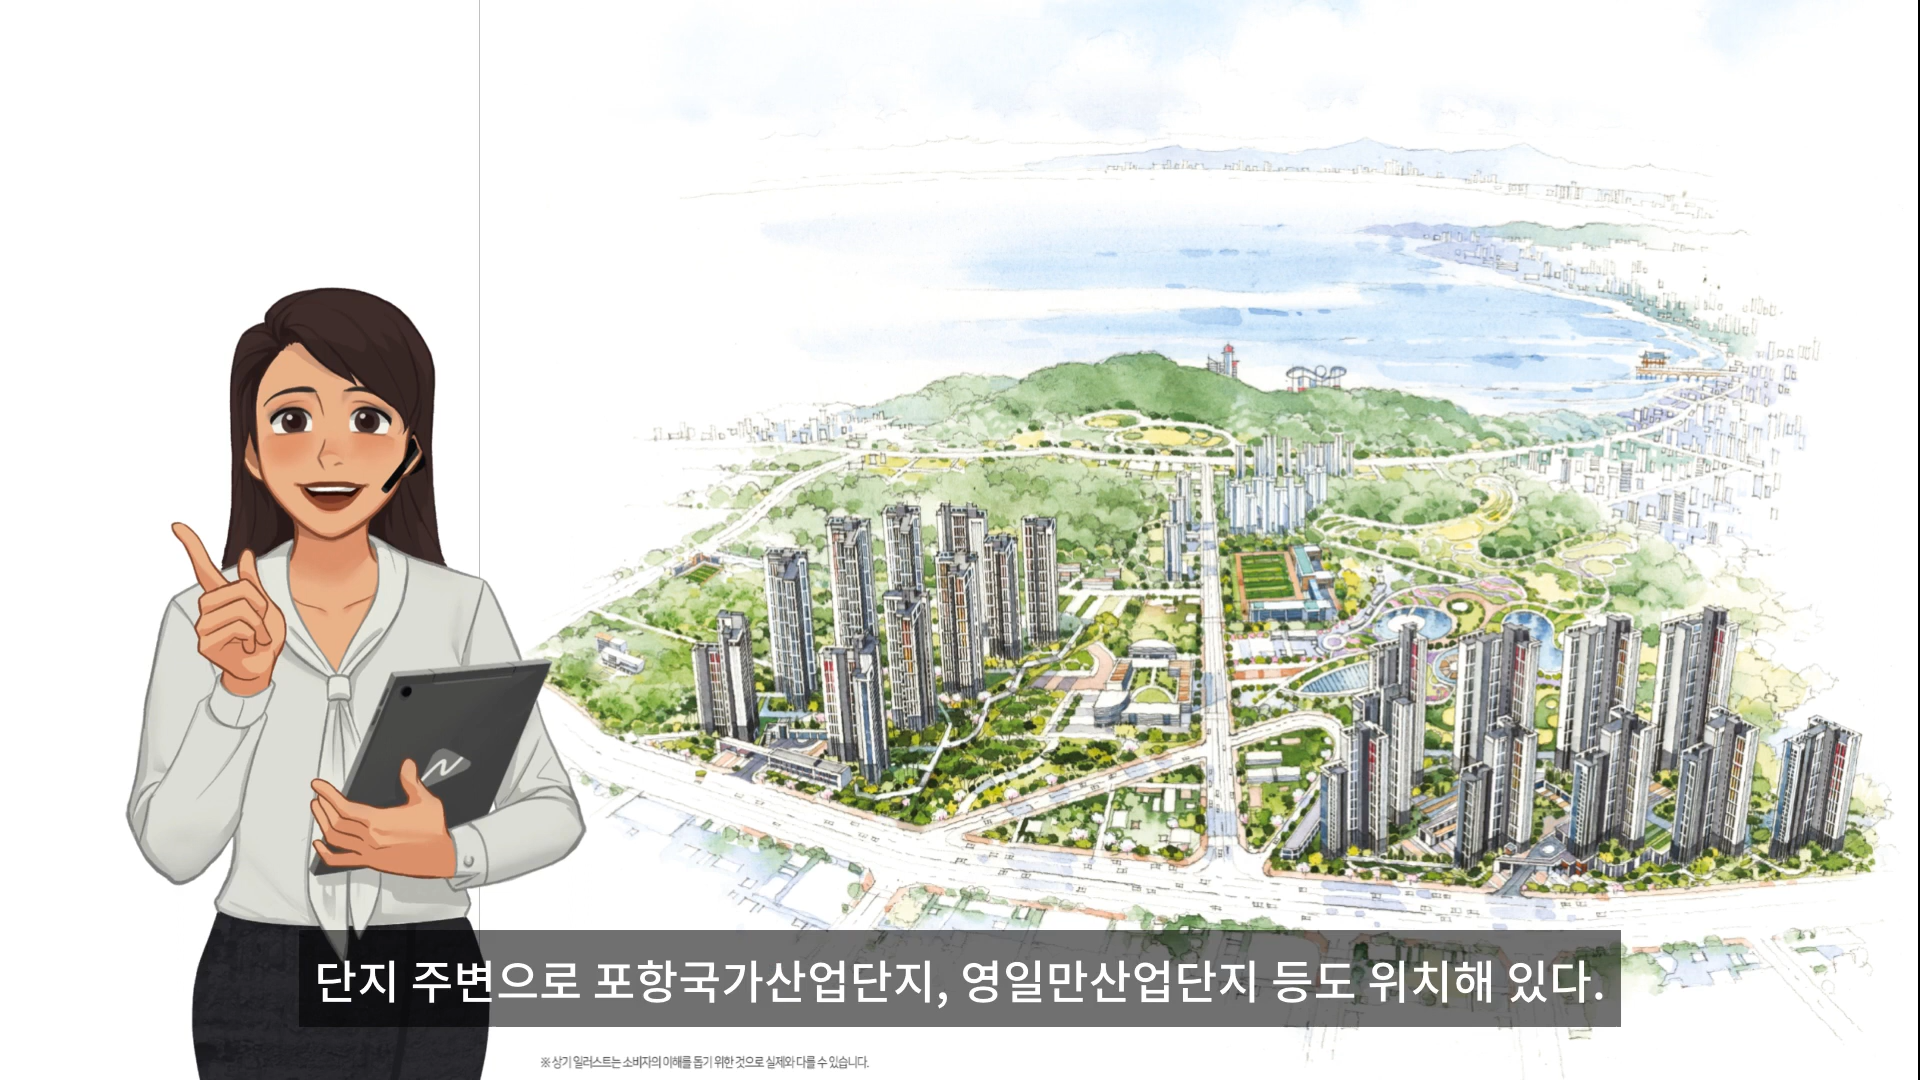 단지 주변으로 포항국가산업단지, 영일만산업단지 등도 위치해 있다.
※ 상기 일러스트는 소비자의 이해를 돕기 위한 것으로 실제와 다를 수 있습니다.